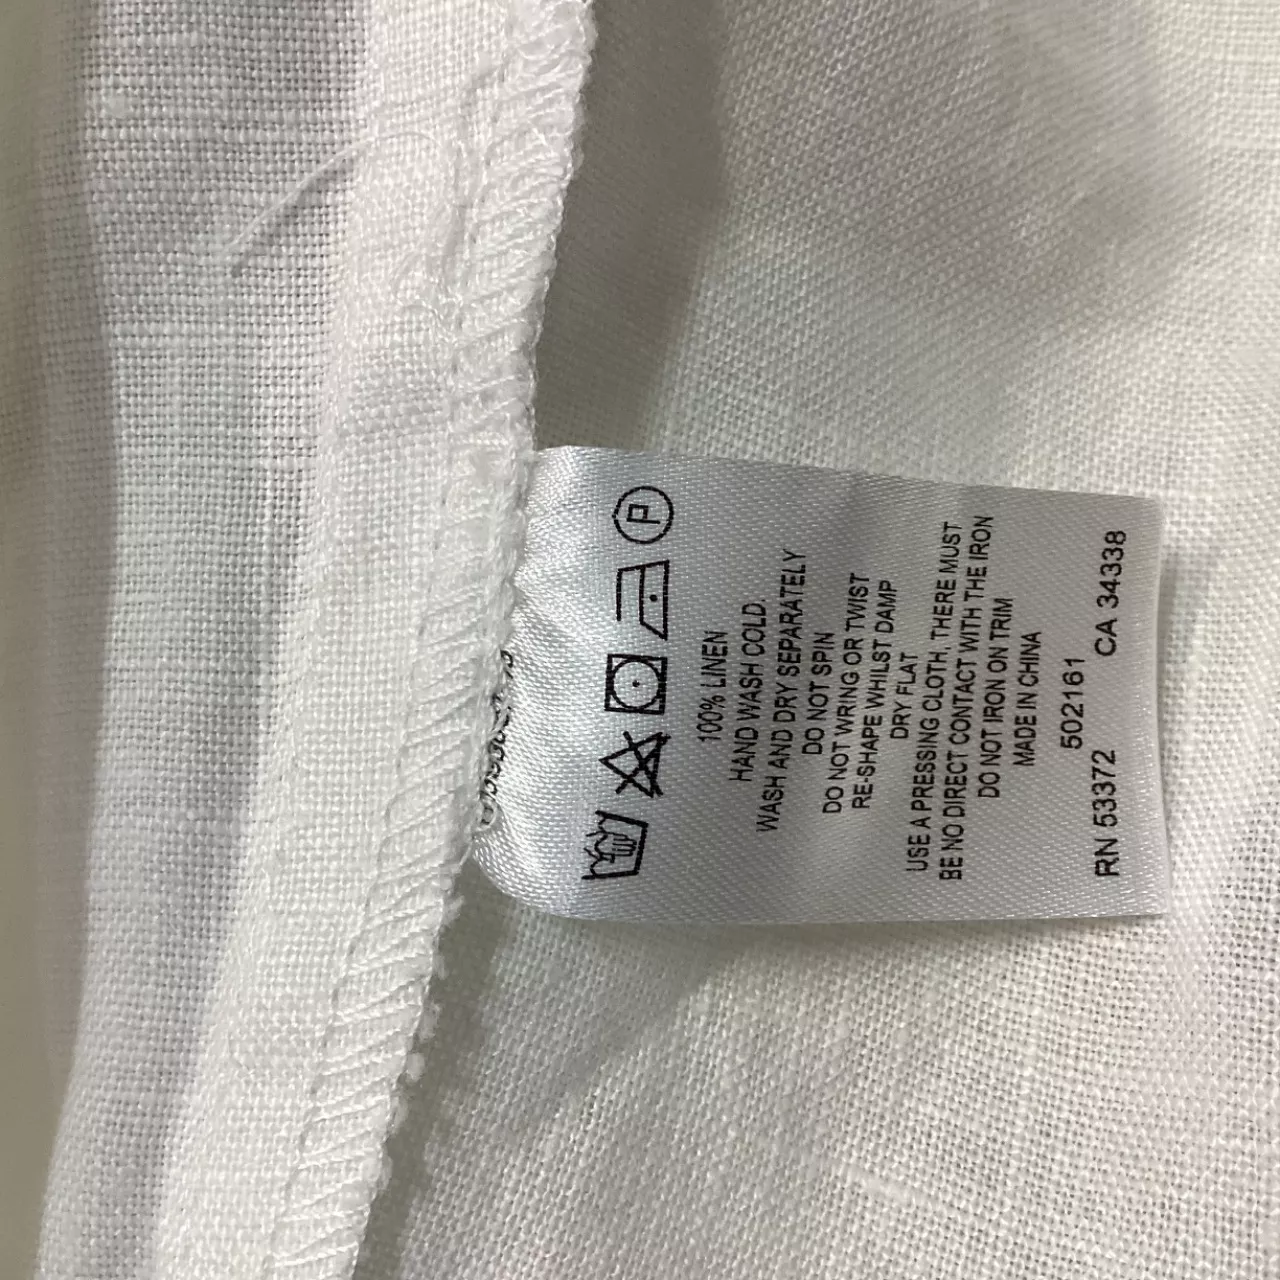 P
100% LINEN
HAND WASH COLD.
WASH AND DRY SEPARATELY
DO NOT SPIN
DO NOT WRING OR TWIST
RE-SHAPE WHILST DAMP
DRY FLAT
USE A PRESSING CLOTH, THERE MUST
BE NO DIRECT CONTACT WITH THE IRON
DO NOT IRON ON TRIM
MADE IN CHINA
502161
RN 53372 CA 34338